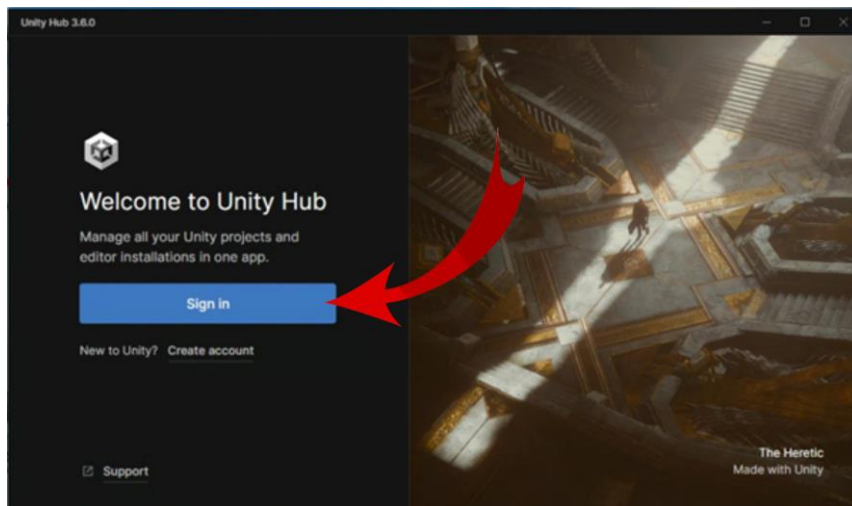 Unity Hub 3.6.0
Welcome to Unity Hub
Manage all your Unity projects and
editor installations in one app.
Sign in
New to Unity? Create account
Support
The Heretic
Made with Unity